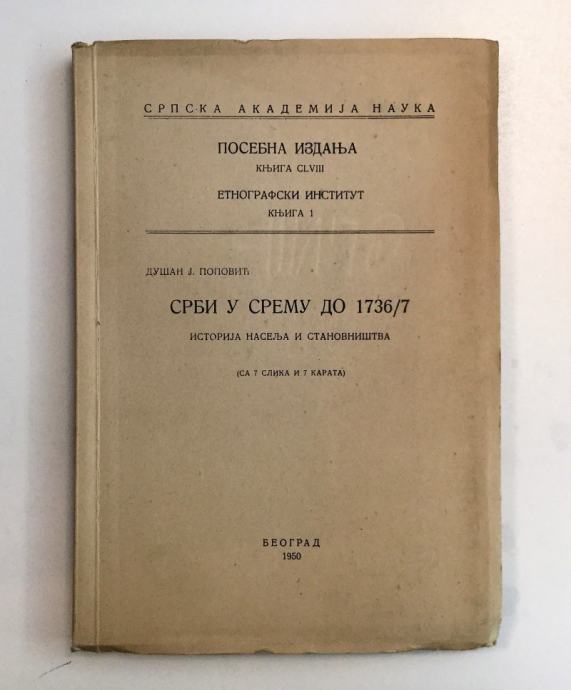 СРПСКА АКАДЕМИЈА НАУКА
ПОСЕБНА ИЗДАЊА
КЊИГА CLVIII
ЕТНОГРАФСКИ ИНСТИТУТ
КЊИГА 1
ДУШАН Ј. ПОПОВИЋ
СРБИ У СРЕМУ ДО 1736/7
ИСТОРИЈА НАСЕЉА И СТАНОВНИШТВА
(СА 7 СЛИКА И 7 КАРАТА)
БЕОГРАД
1950